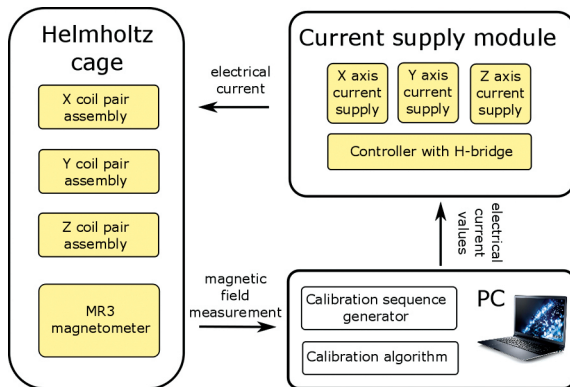 Helmholtz
cage
X coil pair
assembly
Y coil pair
assembly
Z coil pair
assembly
MR3
magnetometer
electrical
current
magnetic
field
measurement
Current supply module
X axis
current
supply
Y axis
current
supply
Z axis
current
supply
Controller with H-bridge
electrical
current
values
PC
Calibration sequence
generator
Calibration algorithm